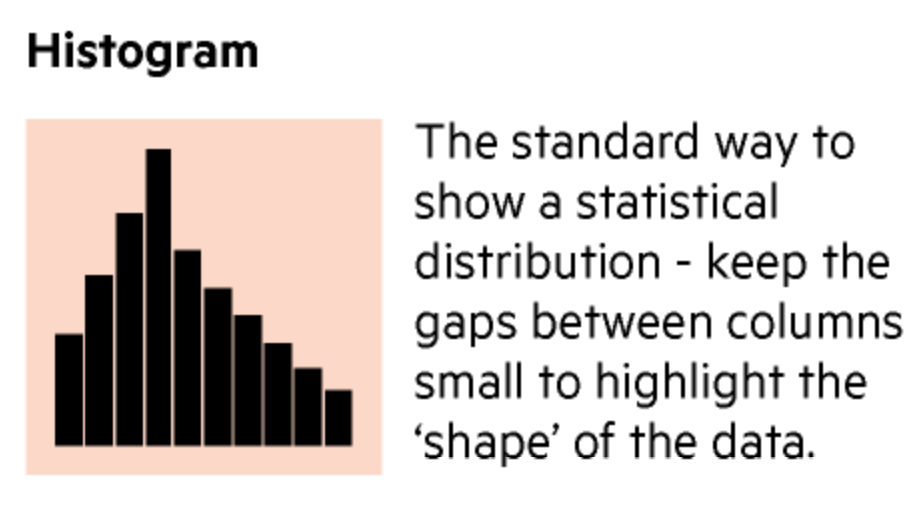 Histogram
The standard way to
show a statistical
distribution - keep the
gaps between columns
small to highlight the
‘shape’ of the data.